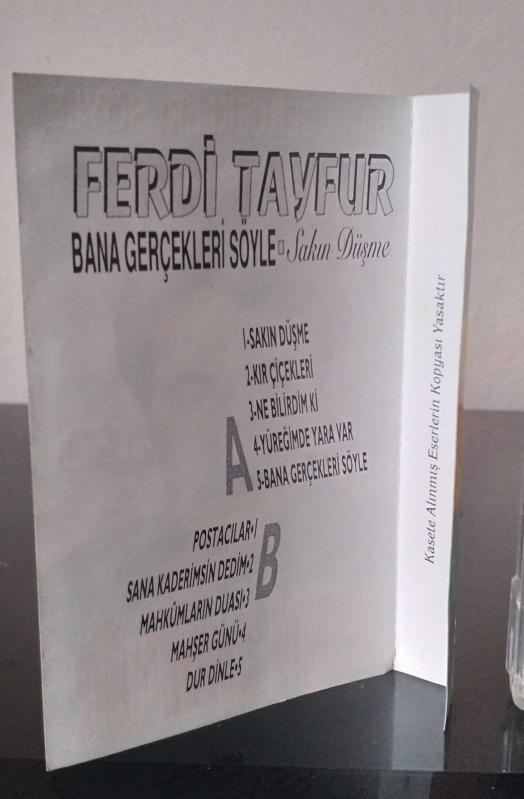 FERDİ TAYFUR
BANA GERÇEKLERİ SÖYLE Sakın Düşme
1-SAKIN DÜŞME
2-KIR ÇİÇEKLERİ
3-NE BİLİRDİM Kİ
4-YÜREĞİMDE YARA VAR
5-BANA GERÇEKLERİ SÖYLE
A
POSTACILAR•1
SANA KADERİMSİN DEDİM•2
MAHKÛMLARIN DUASI•3
MAHŞER GÜNÜ•4
DUR DİNLE•5
B
Kasete Alınmış Eserlerin Kopyası Yasaktır